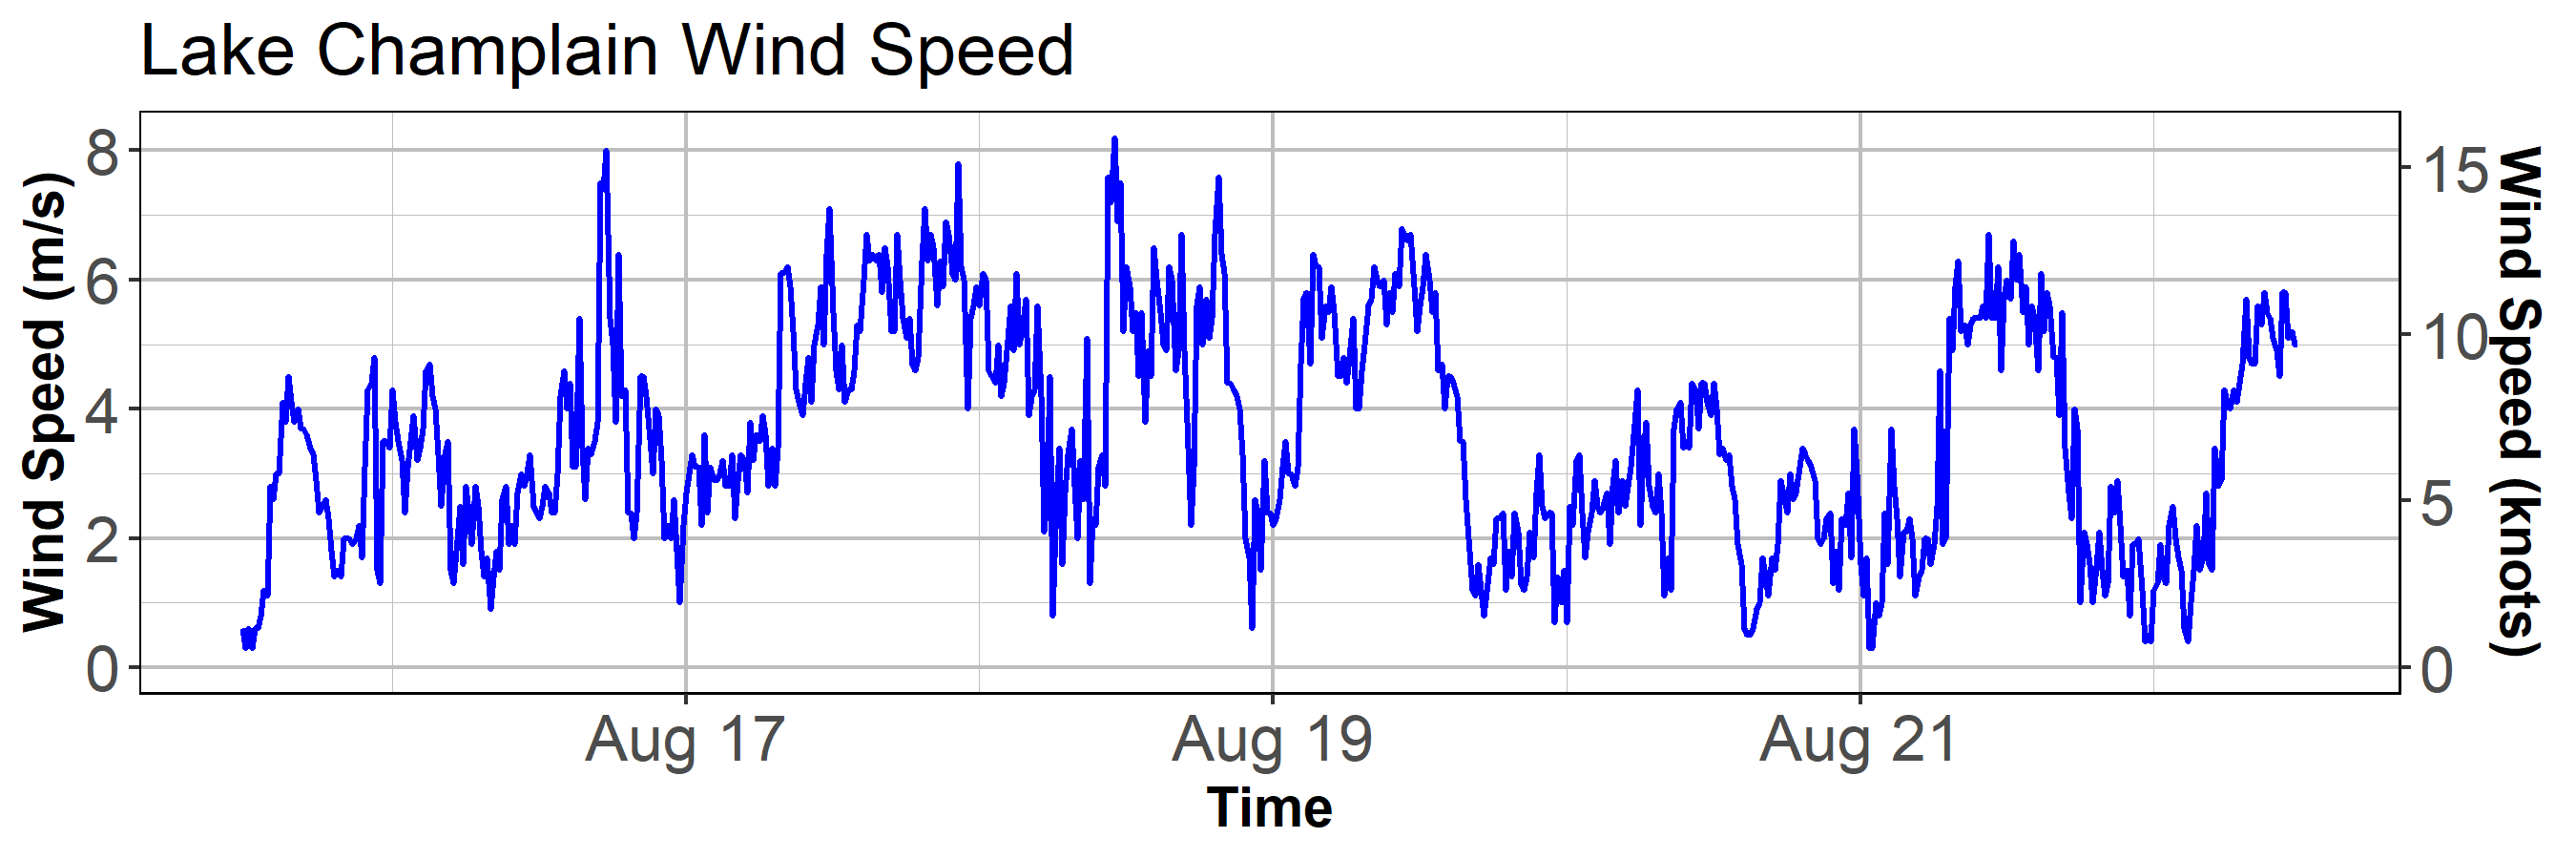 Lake Champlain Wind Speed
Wind Speed (m/s)
8
6
4
2
0
15
10
5
0
Wind Speed (knots)
Aug 17
Aug 19
Aug 21
Time